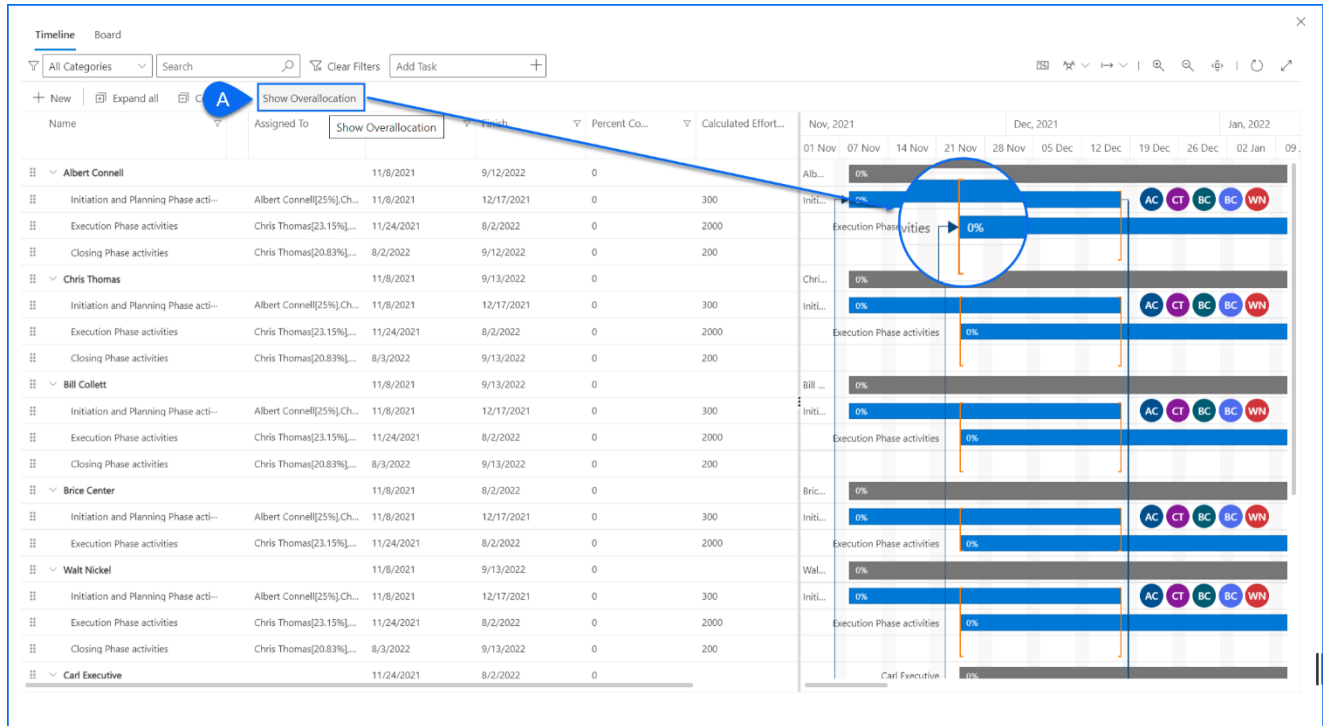 Timeline Board
All Categories Search Clear Filters Add Task
+ New Expand all C A Show Overallocation
Name Assigned To Show Overallocation Finish Percent Co... Calculated Effort... Nov, 2021 Dec, 2021 Jan, 2022
01 Nov 07 Nov 14 Nov 21 Nov 28 Nov 05 Dec 12 Dec 19 Dec 26 Dec 02 Jan 09
Albert Connell 11/8/2021 9/12/2022 0 Alb... 0%
Initiation and Planning Phase acti... Albert Connell[25%],Ch... 11/8/2021 12/17/2021 0 300 Initi... 0% AC CT BC BC WN
Execution Phase activities Chris Thomas[23.15%],... 11/24/2021 8/2/2022 0 2000 Execution Phase vities 0%
Closing Phase activities Chris Thomas[20.83%],... 8/2/2022 9/12/2022 0 200
Chris Thomas 11/8/2021 9/13/2022 0 Chri... 0%
Initiation and Planning Phase acti... Albert Connell[25%],Ch... 11/8/2021 12/17/2021 0 300 Initi... 0% AC CT BC BC WN
Execution Phase activities Chris Thomas[23.15%],... 11/24/2021 8/2/2022 0 2000 Execution Phase activities 0%
Closing Phase activities Chris Thomas[20.83%],... 8/3/2022 9/13/2022 0 200
Bill Collett 11/8/2021 9/13/2022 0 Bill ... 0%
Initiation and Planning Phase acti... Albert Connell[25%],Ch... 11/8/2021 12/17/2021 0 300 Initi... 0% AC CT BC BC WN
Execution Phase activities Chris Thomas[23.15%],... 11/24/2021 8/2/2022 0 2000 Execution Phase activities 0%
Closing Phase activities Chris Thomas[20.83%],... 8/3/2022 9/13/2022 0 200
Brice Center 11/8/2021 8/2/2022 0 Bric... 0%
Initiation and Planning Phase acti... Albert Connell[25%],Ch... 11/8/2021 12/17/2021 0 300 Initi... 0% AC CT BC BC WN
Execution Phase activities Chris Thomas[23.15%],... 11/24/2021 8/2/2022 0 2000 Execution Phase activities 0%
Walt Nickel 11/8/2021 9/13/2022 0 Wal... 0%
Initiation and Planning Phase acti... Albert Connell[25%],Ch... 11/8/2021 12/17/2021 0 300 Initi... 0% AC CT BC BC WN
Execution Phase activities Chris Thomas[23.15%],... 11/24/2021 8/2/2022 0 2000 Execution Phase activities 0%
Closing Phase activities Chris Thomas[20.83%],... 8/3/2022 9/13/2022 0 200
Carl Executive 11/24/2021 8/2/2022 0 Carl Executive 0%